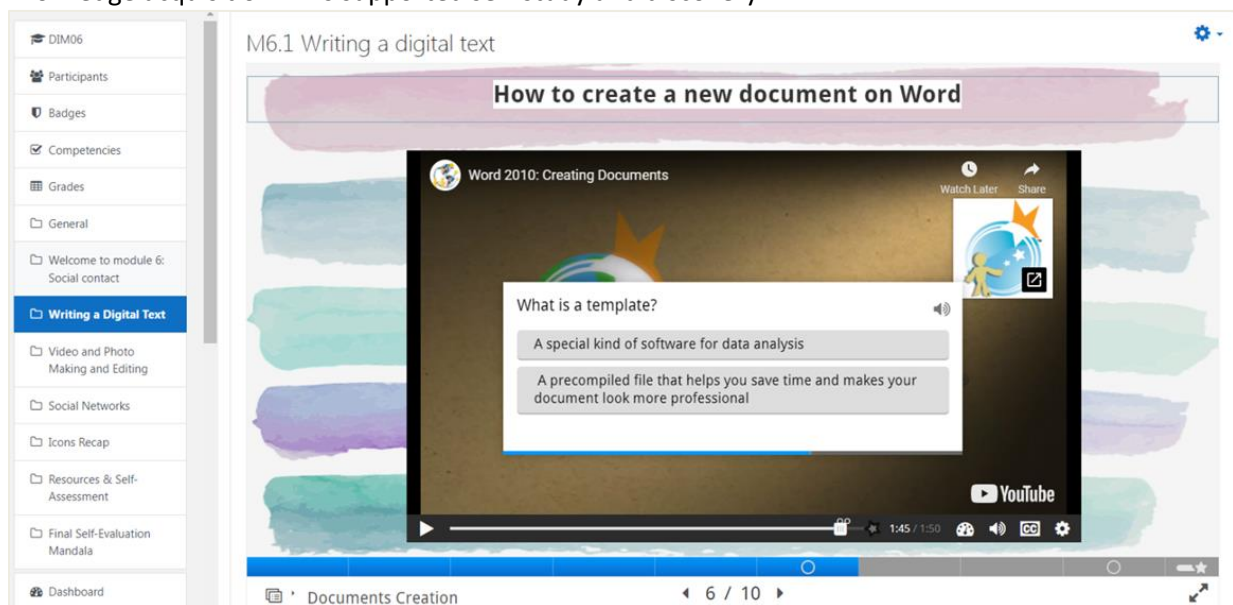 DIM06
Participants
Badges
Competencies
Grades
General
Welcome to module 6:
Social contact
Writing a Digital Text
Video and Photo
Making and Editing
Social Networks
Icons Recap
Resources & Self-
Assessment
Final Self-Evaluation
Mandala
Dashboard
M6.1 Writing a digital text
How to create a new document on Word
Word 2010: Creating Documents
Watch Later
Share
What is a template?
A special kind of software for data analysis
A precompiled file that helps you save time and makes your
document look more professional
YouTube
1:45 / 1:50
CC
Documents Creation
6 / 10